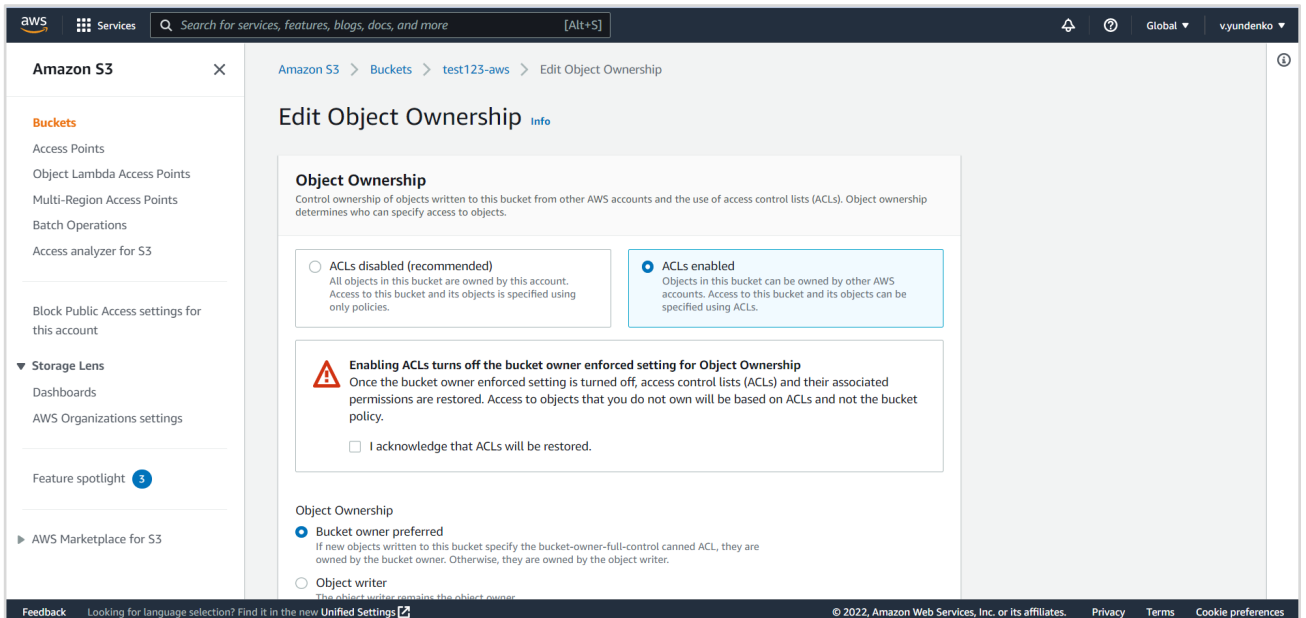 aws
Services
Search for services, features, blogs, docs, and more [Alt+S]
Global ▼
v.yundenko ▼
Amazon S3
Buckets
Access Points
Object Lambda Access Points
Multi-Region Access Points
Batch Operations
Access analyzer for S3
Block Public Access settings for
this account
▼ Storage Lens
Dashboards
AWS Organizations settings
Feature spotlight 3
▶ AWS Marketplace for S3
Amazon S3 > Buckets > test123-aws > Edit Object Ownership
Edit Object Ownership Info
Object Ownership
Control ownership of objects written to this bucket from other AWS accounts and the use of access control lists (ACLs). Object ownership
determines who can specify access to objects.
ACLs disabled (recommended)
All objects in this bucket are owned by this account.
Access to this bucket and its objects is specified using
only policies.
ACLs enabled
Objects in this bucket can be owned by other AWS
accounts. Access to this bucket and its objects can be
specified using ACLs.
Enabling ACLs turns off the bucket owner enforced setting for Object Ownership
Once the bucket owner enforced setting is turned off, access control lists (ACLs) and their associated
permissions are restored. Access to objects that you do not own will be based on ACLs and not the bucket
policy.
I acknowledge that ACLs will be restored.
Object Ownership
Bucket owner preferred
If new objects written to this bucket specify the bucket-owner-full-control canned ACL, they are
owned by the bucket owner. Otherwise, they are owned by the object writer.
Object writer
The object writer remains the object owner.
Feedback
Looking for language selection? Find it in the new Unified Settings
© 2022, Amazon Web Services, Inc. or its affiliates.
Privacy
Terms
Cookie preferences